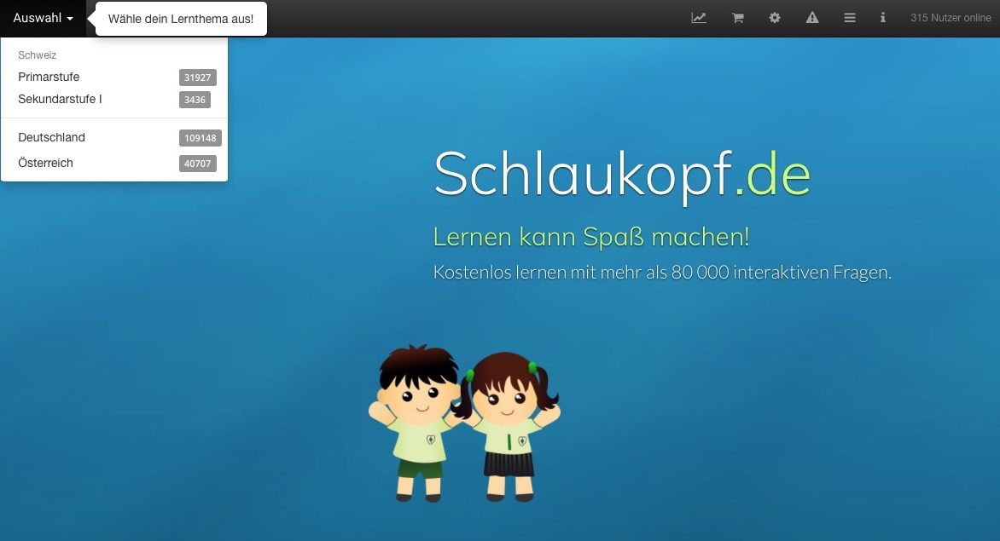 Auswahl
Wähle dein Lernthema aus!
315 Nutzer online
Schweiz
Primarstufe 31927
Sekundarstufe I 3436
Deutschland 109148
Österreich 40707
Schlaukopf.de
Lernen kann Spaß machen!
Kostenlos lernen mit mehr als 80 000 interaktiven Fragen.